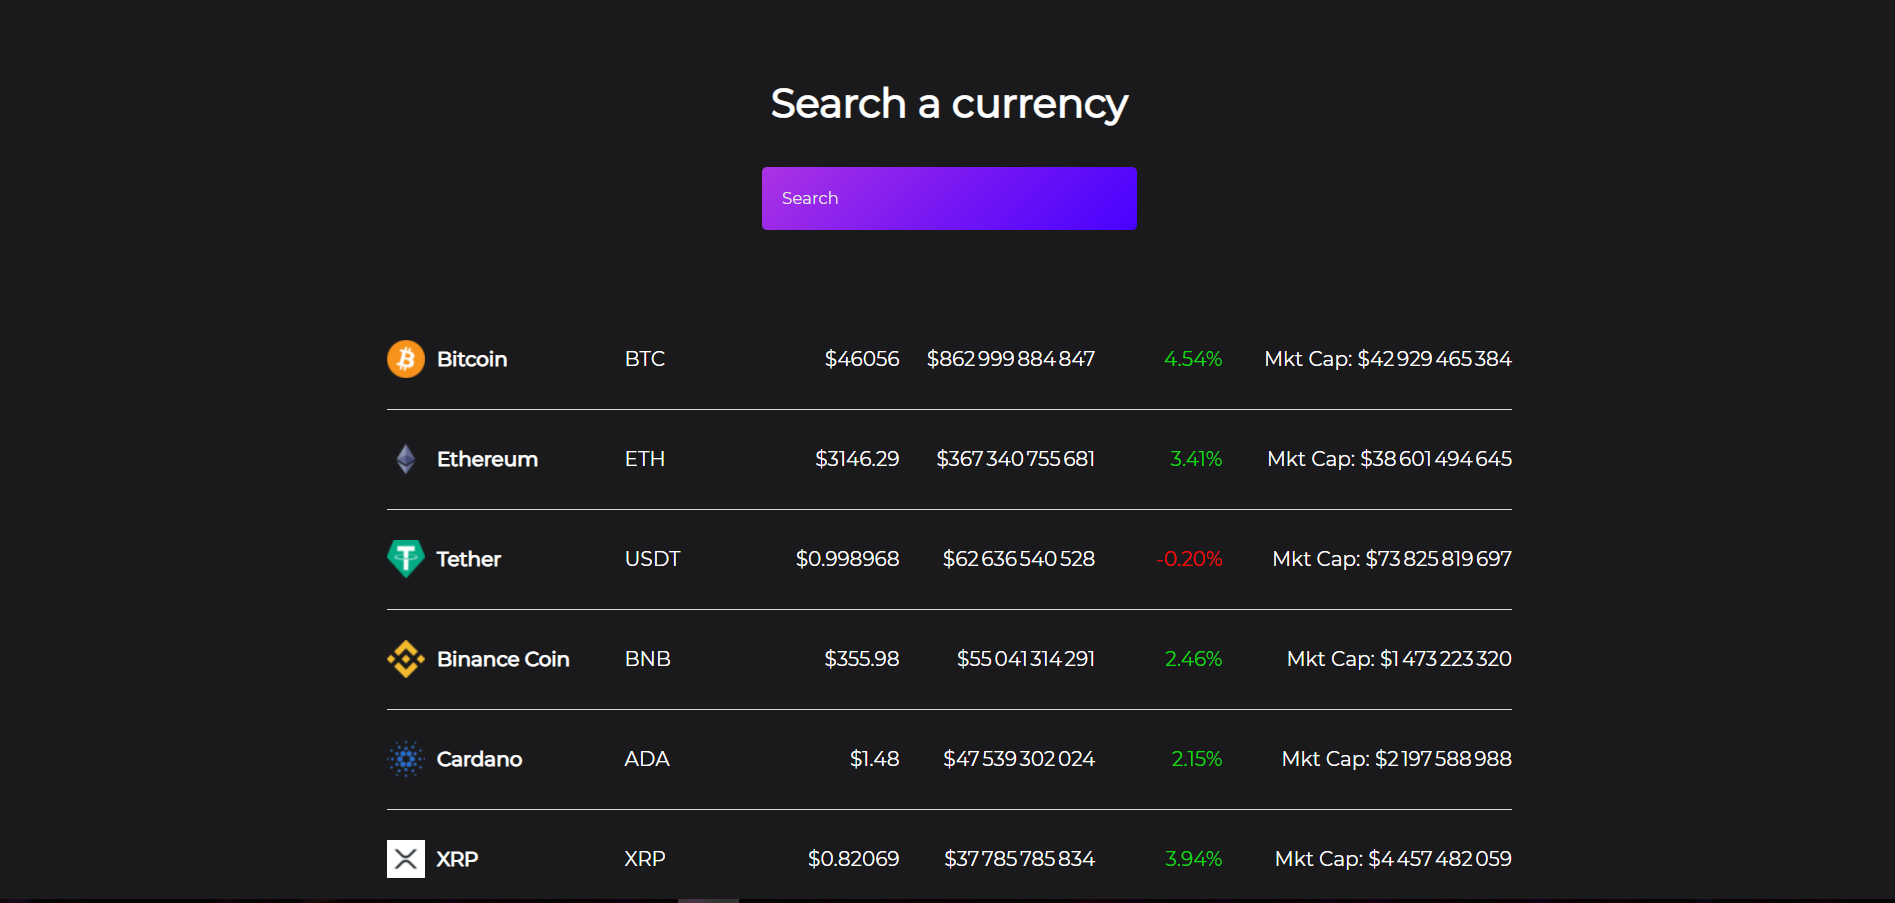 Search a currency
Search
Bitcoin BTC $46056 $862 999 884 847 4.54% Mkt Cap: $42 929 465 384
Ethereum ETH $3146.29 $367 340 755 681 3.41% Mkt Cap: $38 601 494 645
Tether USDT $0.998968 $62 636 540 528 -0.20% Mkt Cap: $73 825 819 697
Binance Coin BNB $355.98 $55 041 314 291 2.46% Mkt Cap: $1 473 223 320
Cardano ADA $1.48 $47 539 302 024 2.15% Mkt Cap: $2 197 588 988
XRP XRP $0.82069 $37 785 785 834 3.94% Mkt Cap: $4 457 482 059